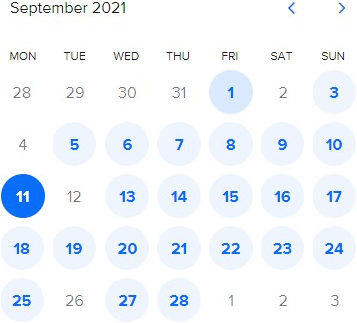 September 2021
MON TUE WED THU FRI SAT SUN
28 29 30 31 1 2 3
4 5 6 7 8 9 10
11 12 13 14 15 16 17
18 19 20 21 22 23 24
25 26 27 28 1 2 3